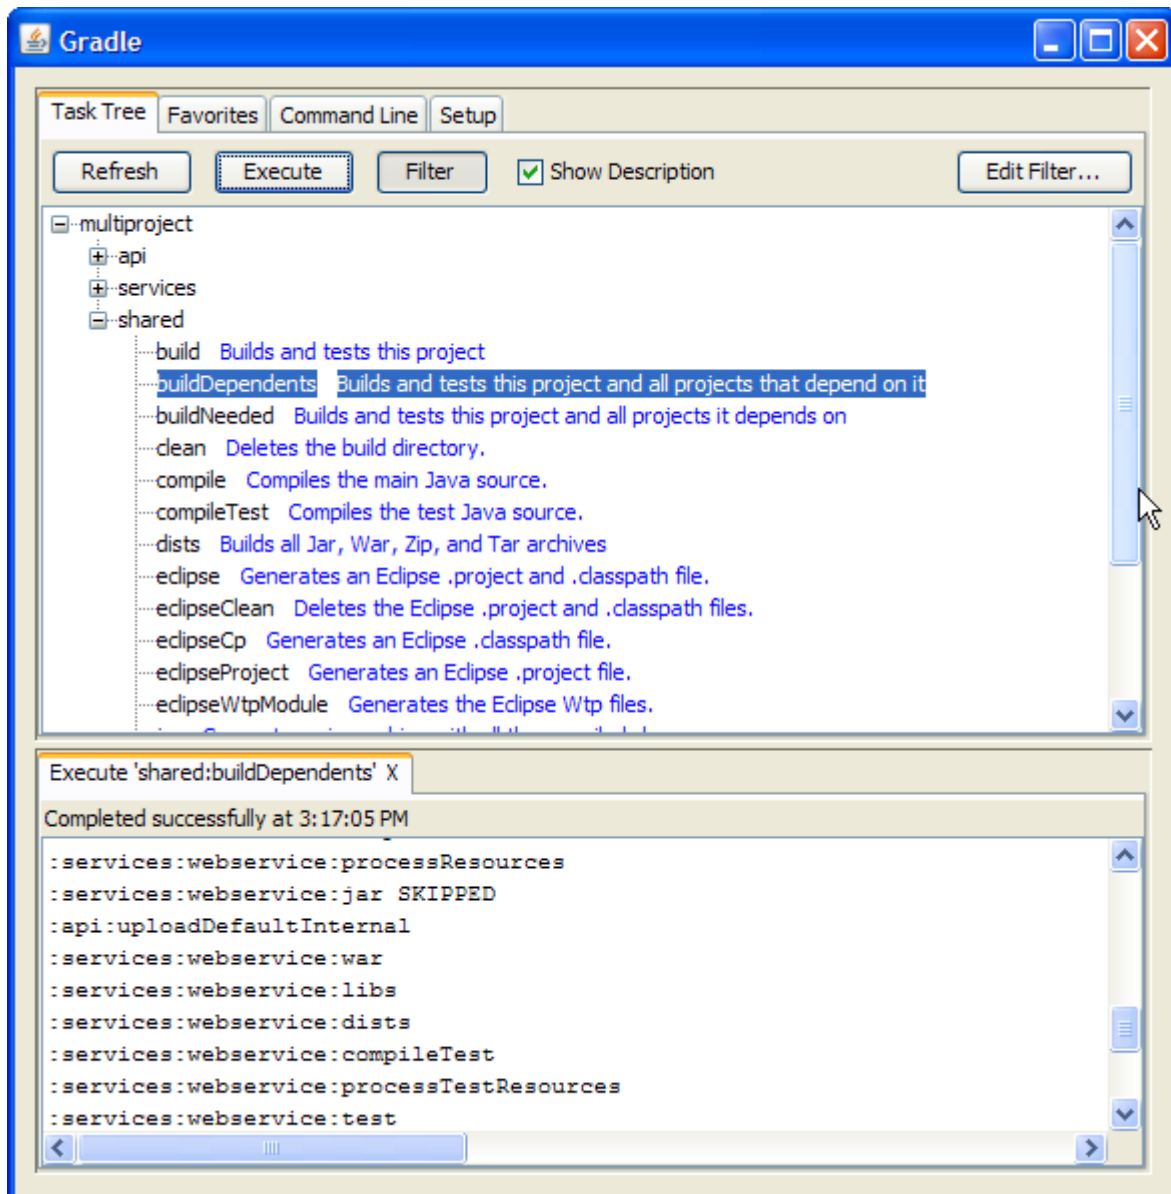 Gradle
Task Tree Favorites Command Line Setup
Refresh Execute Filter Show Description Edit Filter...
multiproject
api
services
shared
build Builds and tests this project
buildDependents Builds and tests this project and all projects that depend on it
buildNeeded Builds and tests this project and all projects it depends on
clean Deletes the build directory.
compile Compiles the main Java source.
compileTest Compiles the test Java source.
dists Builds all Jar, War, Zip, and Tar archives
eclipse Generates an Eclipse .project and .classpath file.
eclipseClean Deletes the Eclipse .project and .classpath files.
eclipseCp Generates an Eclipse .classpath file.
eclipseProject Generates an Eclipse .project file.
eclipseWtpModule Generates the Eclipse Wtp files.
Execute 'shared:buildDependents' X
Completed successfully at 3:17:05 PM
:services:webservice:processResources
:services:webservice:jar SKIPPED
:api:uploadDefaultInternal
:services:webservice:war
:services:webservice:libs
:services:webservice:dists
:services:webservice:compileTest
:services:webservice:processTestResources
:services:webservice:test